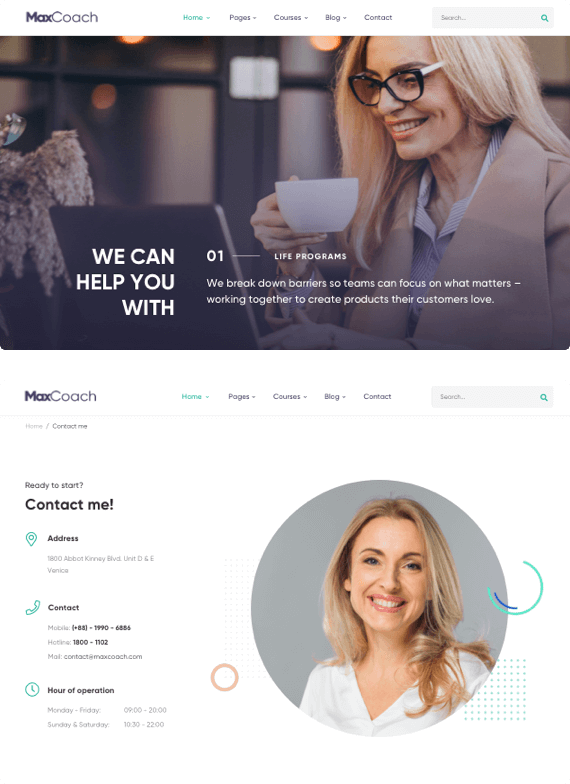 MaxCoach
Home Pages Courses Blog Contact Search...
WE CAN
HELP YOU
WITH
01 LIFE PROGRAMS
We break down barriers so teams can focus on what matters –
working together to create products their customers love.
MaxCoach
Home Pages Courses Blog Contact Search...
Home / Contact me
Ready to start?
Contact me!
Address
1800 Abbot Kinney Blvd. Unit D & E
Venice
Contact
Mobile: (+88) - 1990 - 6886
Hotline: 1800 - 1102
Mail: contact@maxcoach.com
Hour of operation
Monday - Friday: 09:00 - 20:00
Sunday & Saturday: 10:30 - 22:00